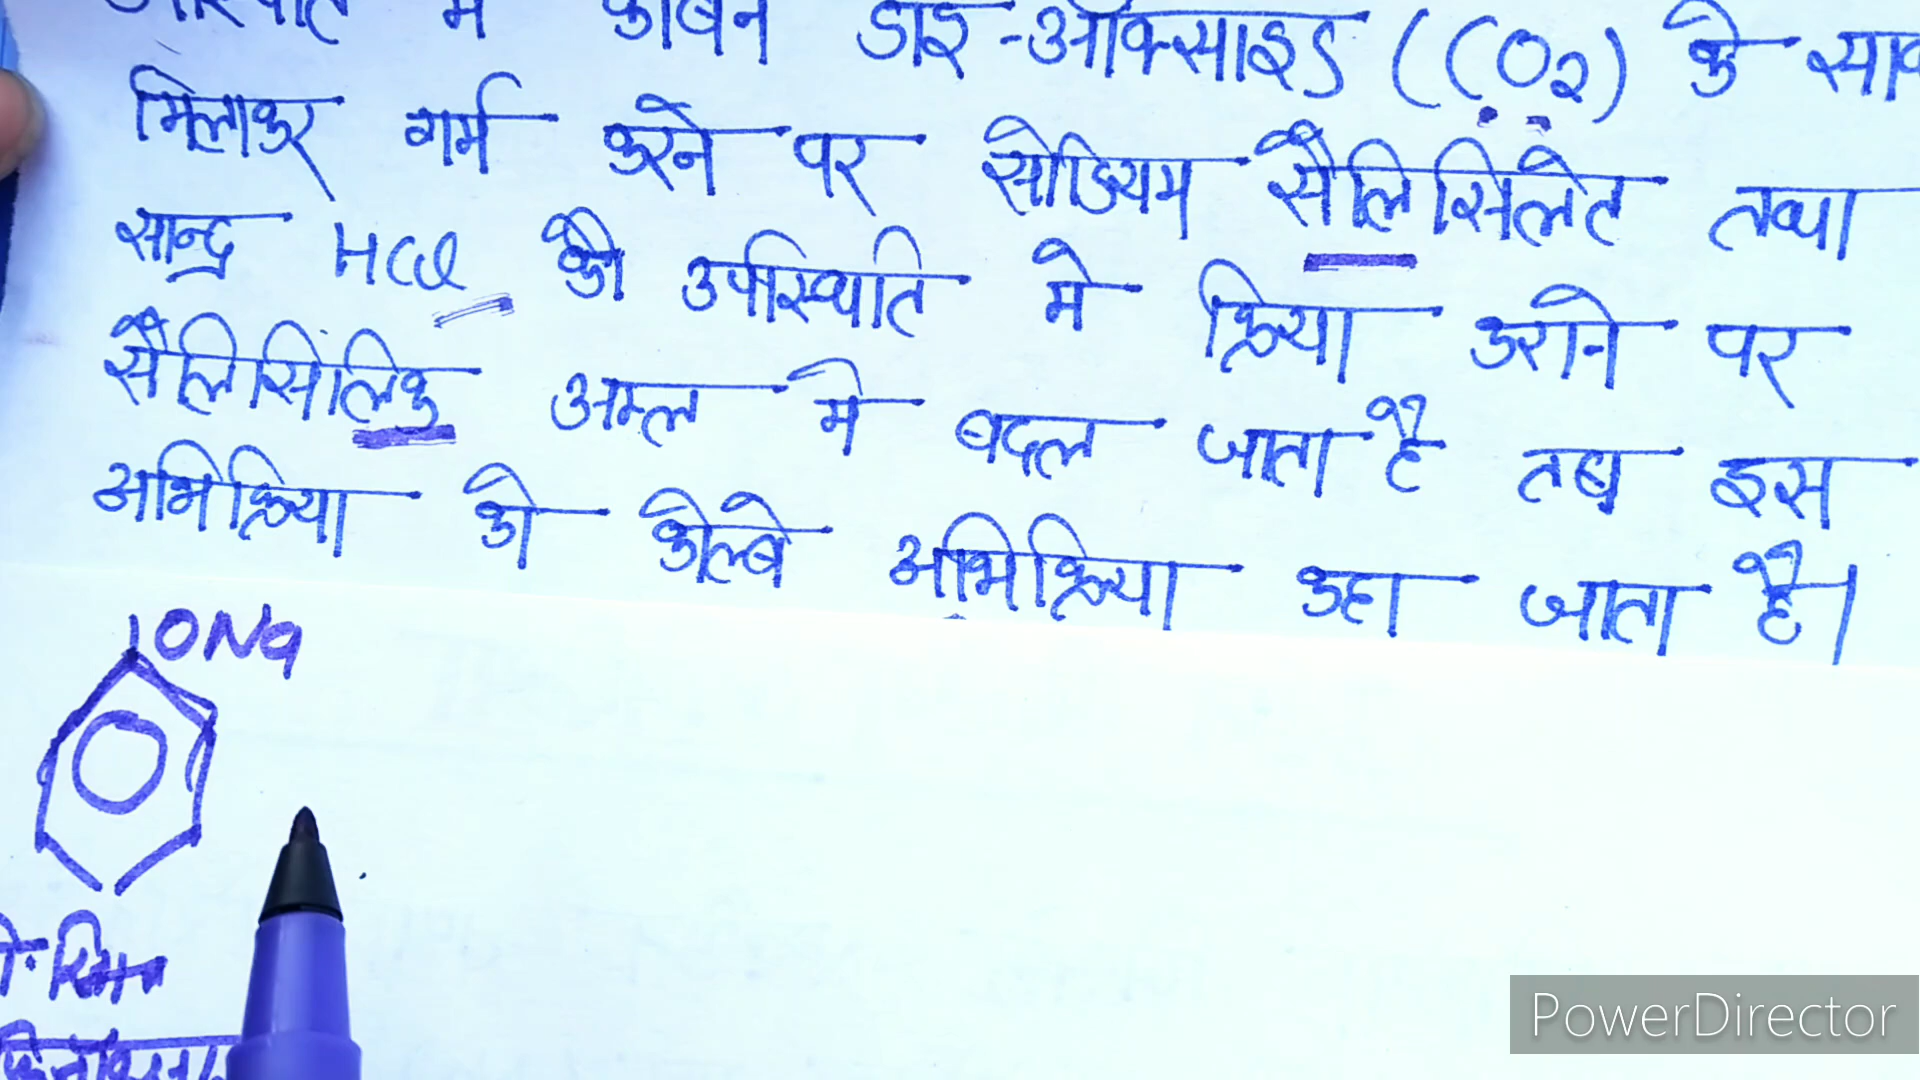 उपस्थिति में कार्बन डाई-ऑक्साइड (CO₂) के साथ
मिलाकर गर्म करने पर सोडियम सैलिसिलेट तथा
सान्द्र HCl की उपस्थिति मे क्रिया कराने पर
सैलिसिलिक अम्ल मे बदल जाता है तब इस
अभिक्रिया को कोल्बे अभिक्रिया कहा जाता है।
ONa
PowerDirector